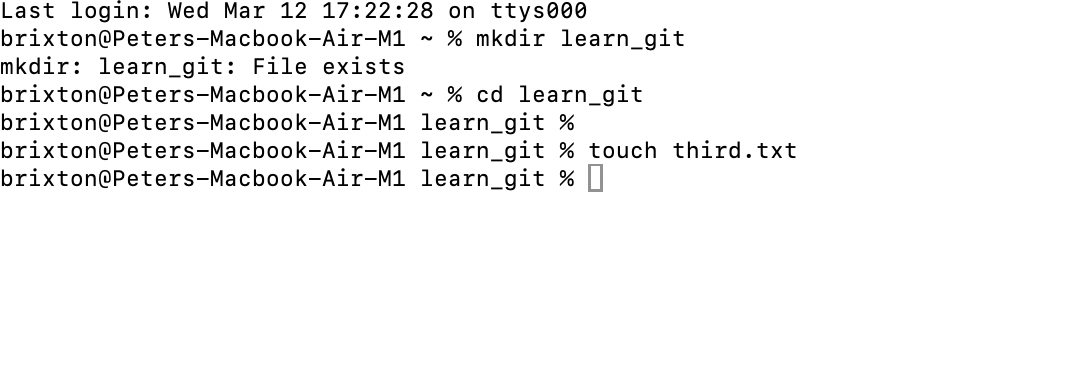 Last login: Wed Mar 12 17:22:28 on ttys000
brixton@Peters-Macbook-Air-M1 ~ % mkdir learn_git
mkdir: learn_git: File exists
brixton@Peters-Macbook-Air-M1 ~ % cd learn_git
brixton@Peters-Macbook-Air-M1 learn_git %
brixton@Peters-Macbook-Air-M1 learn_git % touch third.txt
brixton@Peters-Macbook-Air-M1 learn_git %